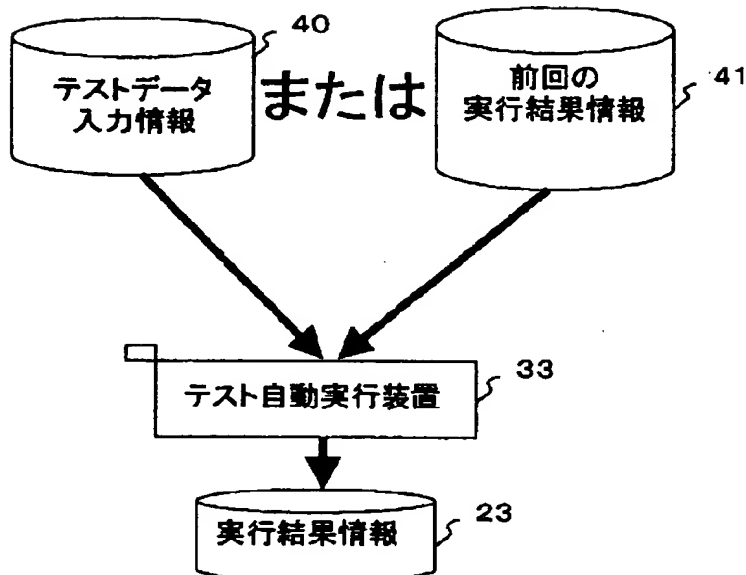 40
テストデータ
入力情報
または
前回の
実行結果情報
41
テスト自動実行装置
33
実行結果情報
23